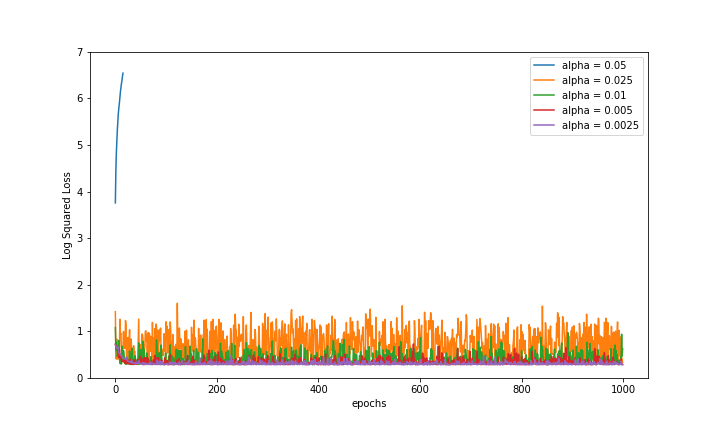 7
6
5
4
3
2
1
0
Log Squared Loss
0 200 400 600 800 1000
epochs
alpha = 0.05
alpha = 0.025
alpha = 0.01
alpha = 0.005
alpha = 0.0025